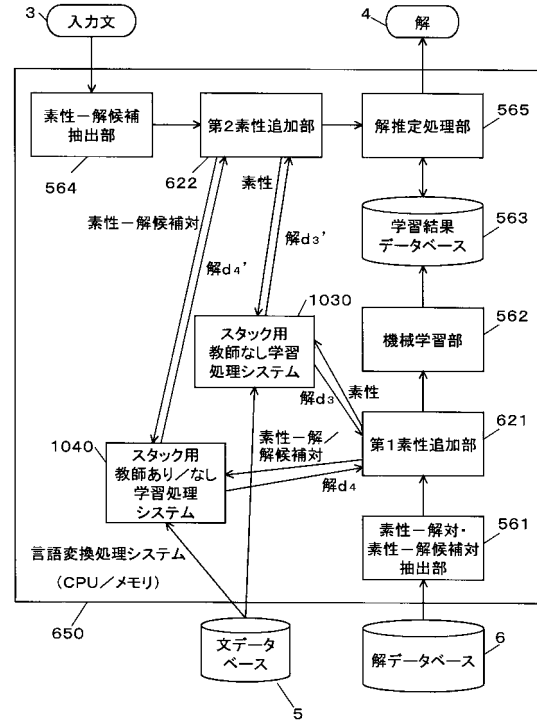 3
入力文
4
解
素性－解候補
抽出部
564
第2素性追加部
622
解推定処理部
565
素性
素性－解候補対
解d₃'
解d₄'
学習結果
データベース
563
1030
スタック用
教師なし学習
処理システム
機械学習部
562
素性
解d₃
1040
スタック用
教師あり／なし
学習処理
システム
素性－解／
解候補対
解d₄
第1素性追加部
621
素性－解対・
素性－解候補対
抽出部
561
言語変換処理システム
（CPU／メモリ）
650
文データ
ベース
5
解データベース
6